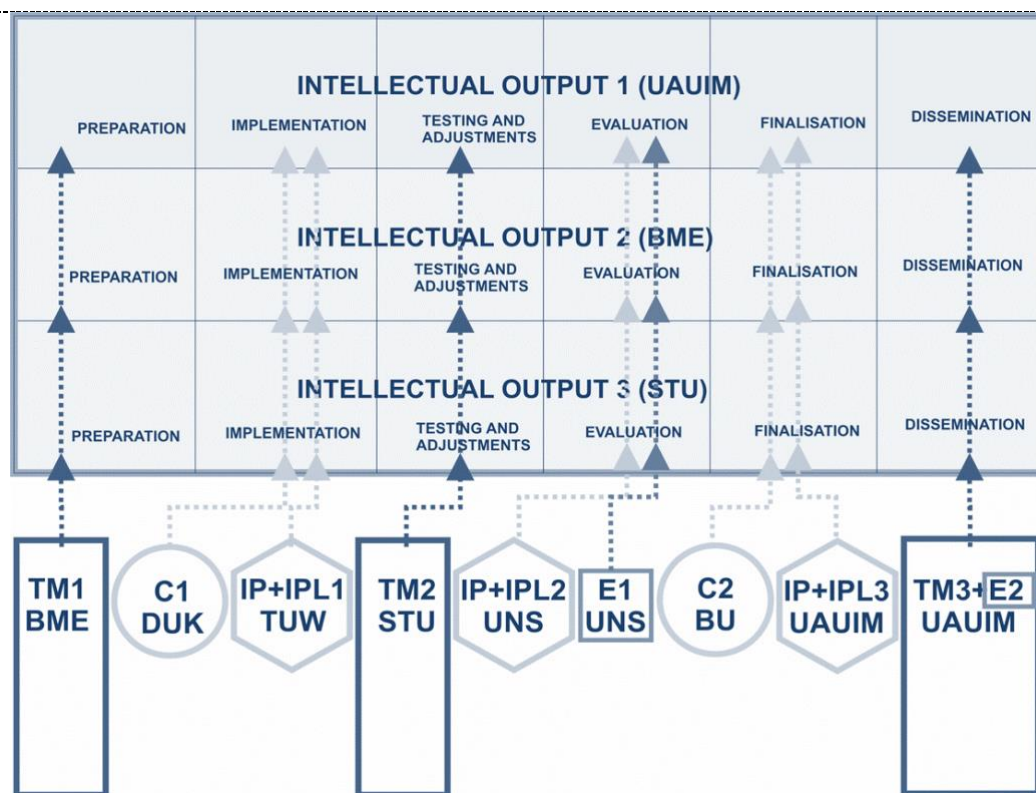 INTELLECTUAL OUTPUT 1 (UAUIM)
PREPARATION
IMPLEMENTATION
TESTING AND
ADJUSTMENTS
EVALUATION
FINALISATION
DISSEMINATION
INTELLECTUAL OUTPUT 2 (BME)
PREPARATION
IMPLEMENTATION
TESTING AND
ADJUSTMENTS
EVALUATION
FINALISATION
DISSEMINATION
INTELLECTUAL OUTPUT 3 (STU)
PREPARATION
IMPLEMENTATION
TESTING AND
ADJUSTMENTS
EVALUATION
FINALISATION
DISSEMINATION
TM1
BME
C1
DUK
IP+IPL1
TUW
TM2
STU
IP+IPL2
UNS
E1
UNS
C2
BU
IP+IPL3
UAUIM
TM3+E2
UAUIM